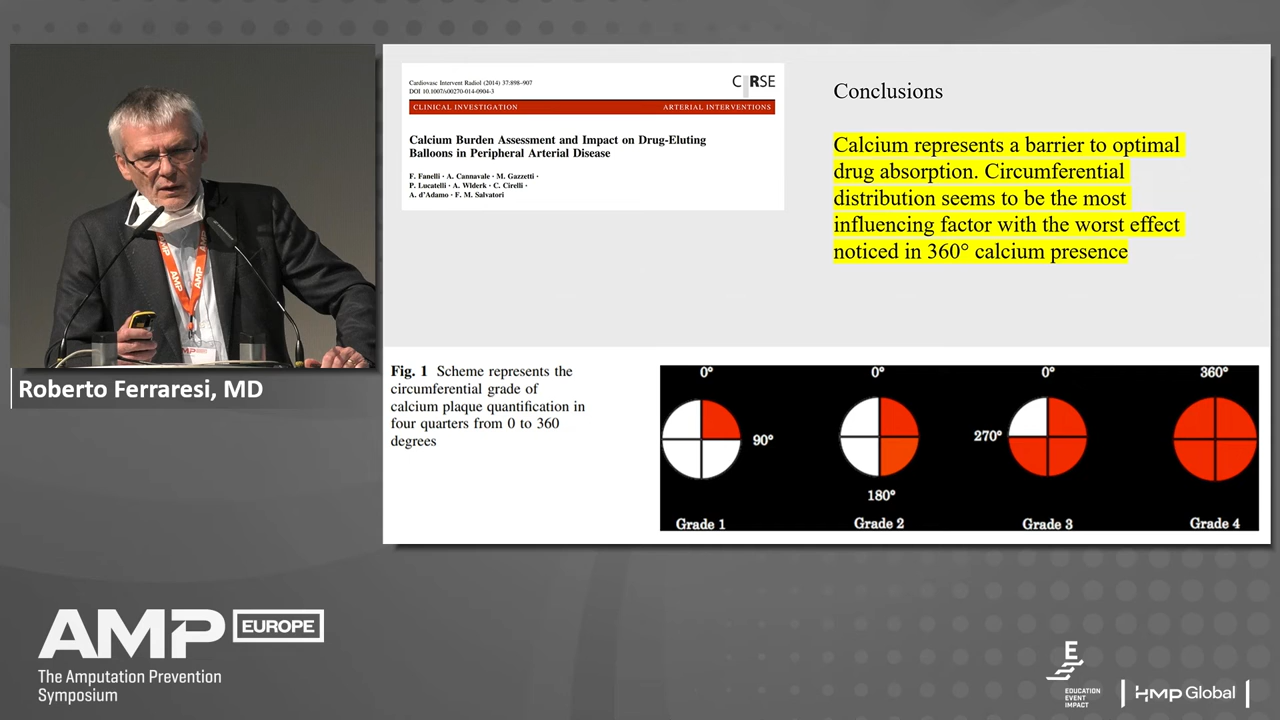 Cardiovasc Intervent Radiol (2014) 37:898–907
DOI 10.1007/s00270-014-0904-3
CIRSE
CLINICAL INVESTIGATION
ARTERIAL INTERVENTIONS
Calcium Burden Assessment and Impact on Drug-Eluting
Balloons in Peripheral Arterial Disease
F. Fanelli · A. Cannavale · M. Gazzetti ·
P. Lucatelli · A. Wlderk · C. Cirelli ·
A. d'Adamo · F. M. Salvatori
Conclusions
Calcium represents a barrier to optimal
drug absorption. Circumferential
distribution seems to be the most
influencing factor with the worst effect
noticed in 360° calcium presence
Fig. 1 Scheme represents the
circumferential grade of
calcium plaque quantification in
four quarters from 0 to 360
degrees
0°
90°
Grade 1
0°
180°
Grade 2
0°
270°
Grade 3
360°
Grade 4
AMP
AMP
Roberto Ferraresi, MD
AMP EUROPE
The Amputation Prevention
Symposium
E
EDUCATION
EVENT
IMPACT
HMP Global